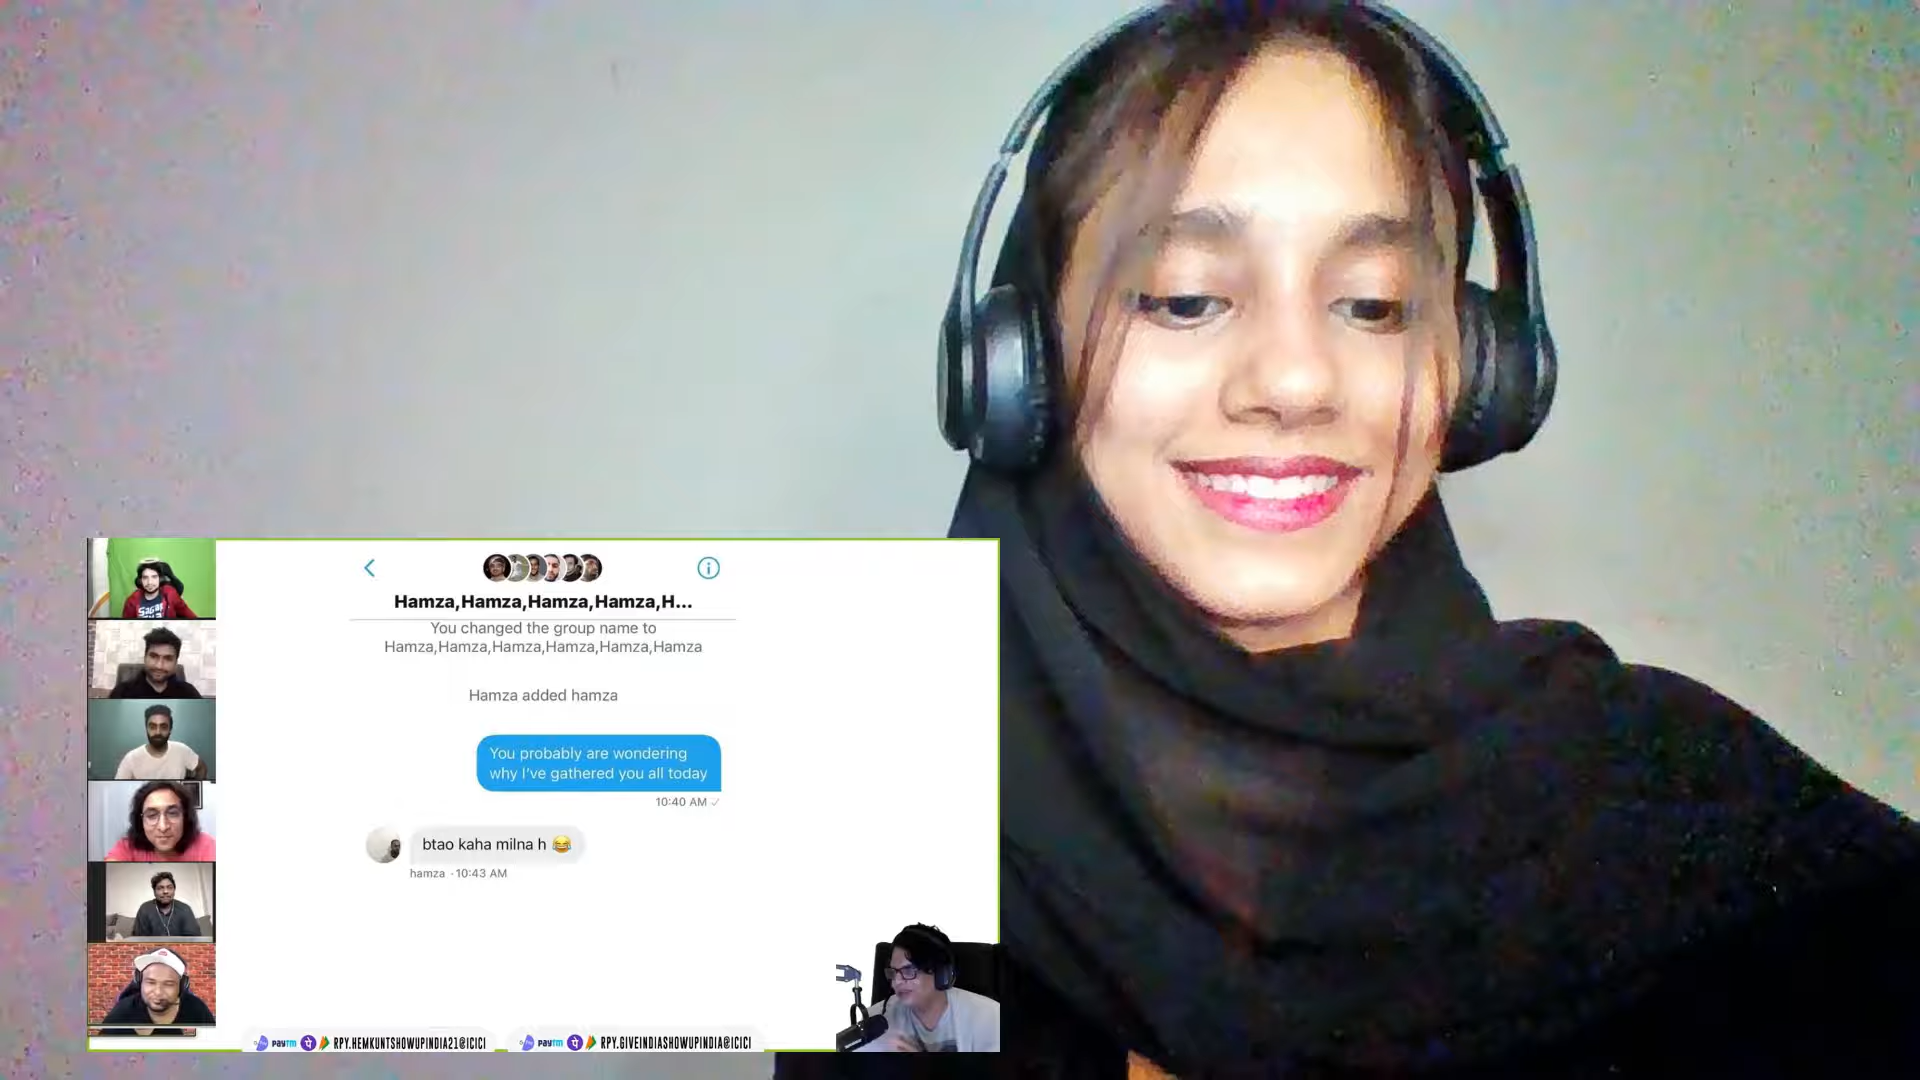 Hamza,Hamza,Hamza,Hamza,H...
You changed the group name to
Hamza,Hamza,Hamza,Hamza,Hamza,Hamza
Hamza added hamza
You probably are wondering
why I've gathered you all today
10:40 AM ✓
btao kaha milna h 😂
hamza · 10:43 AM
Paytm RPY.HEMKUNTSHOWUPINDIA21@ICICI
Paytm RPY.GIVEINDIASHOWUPINDIA@ICICI